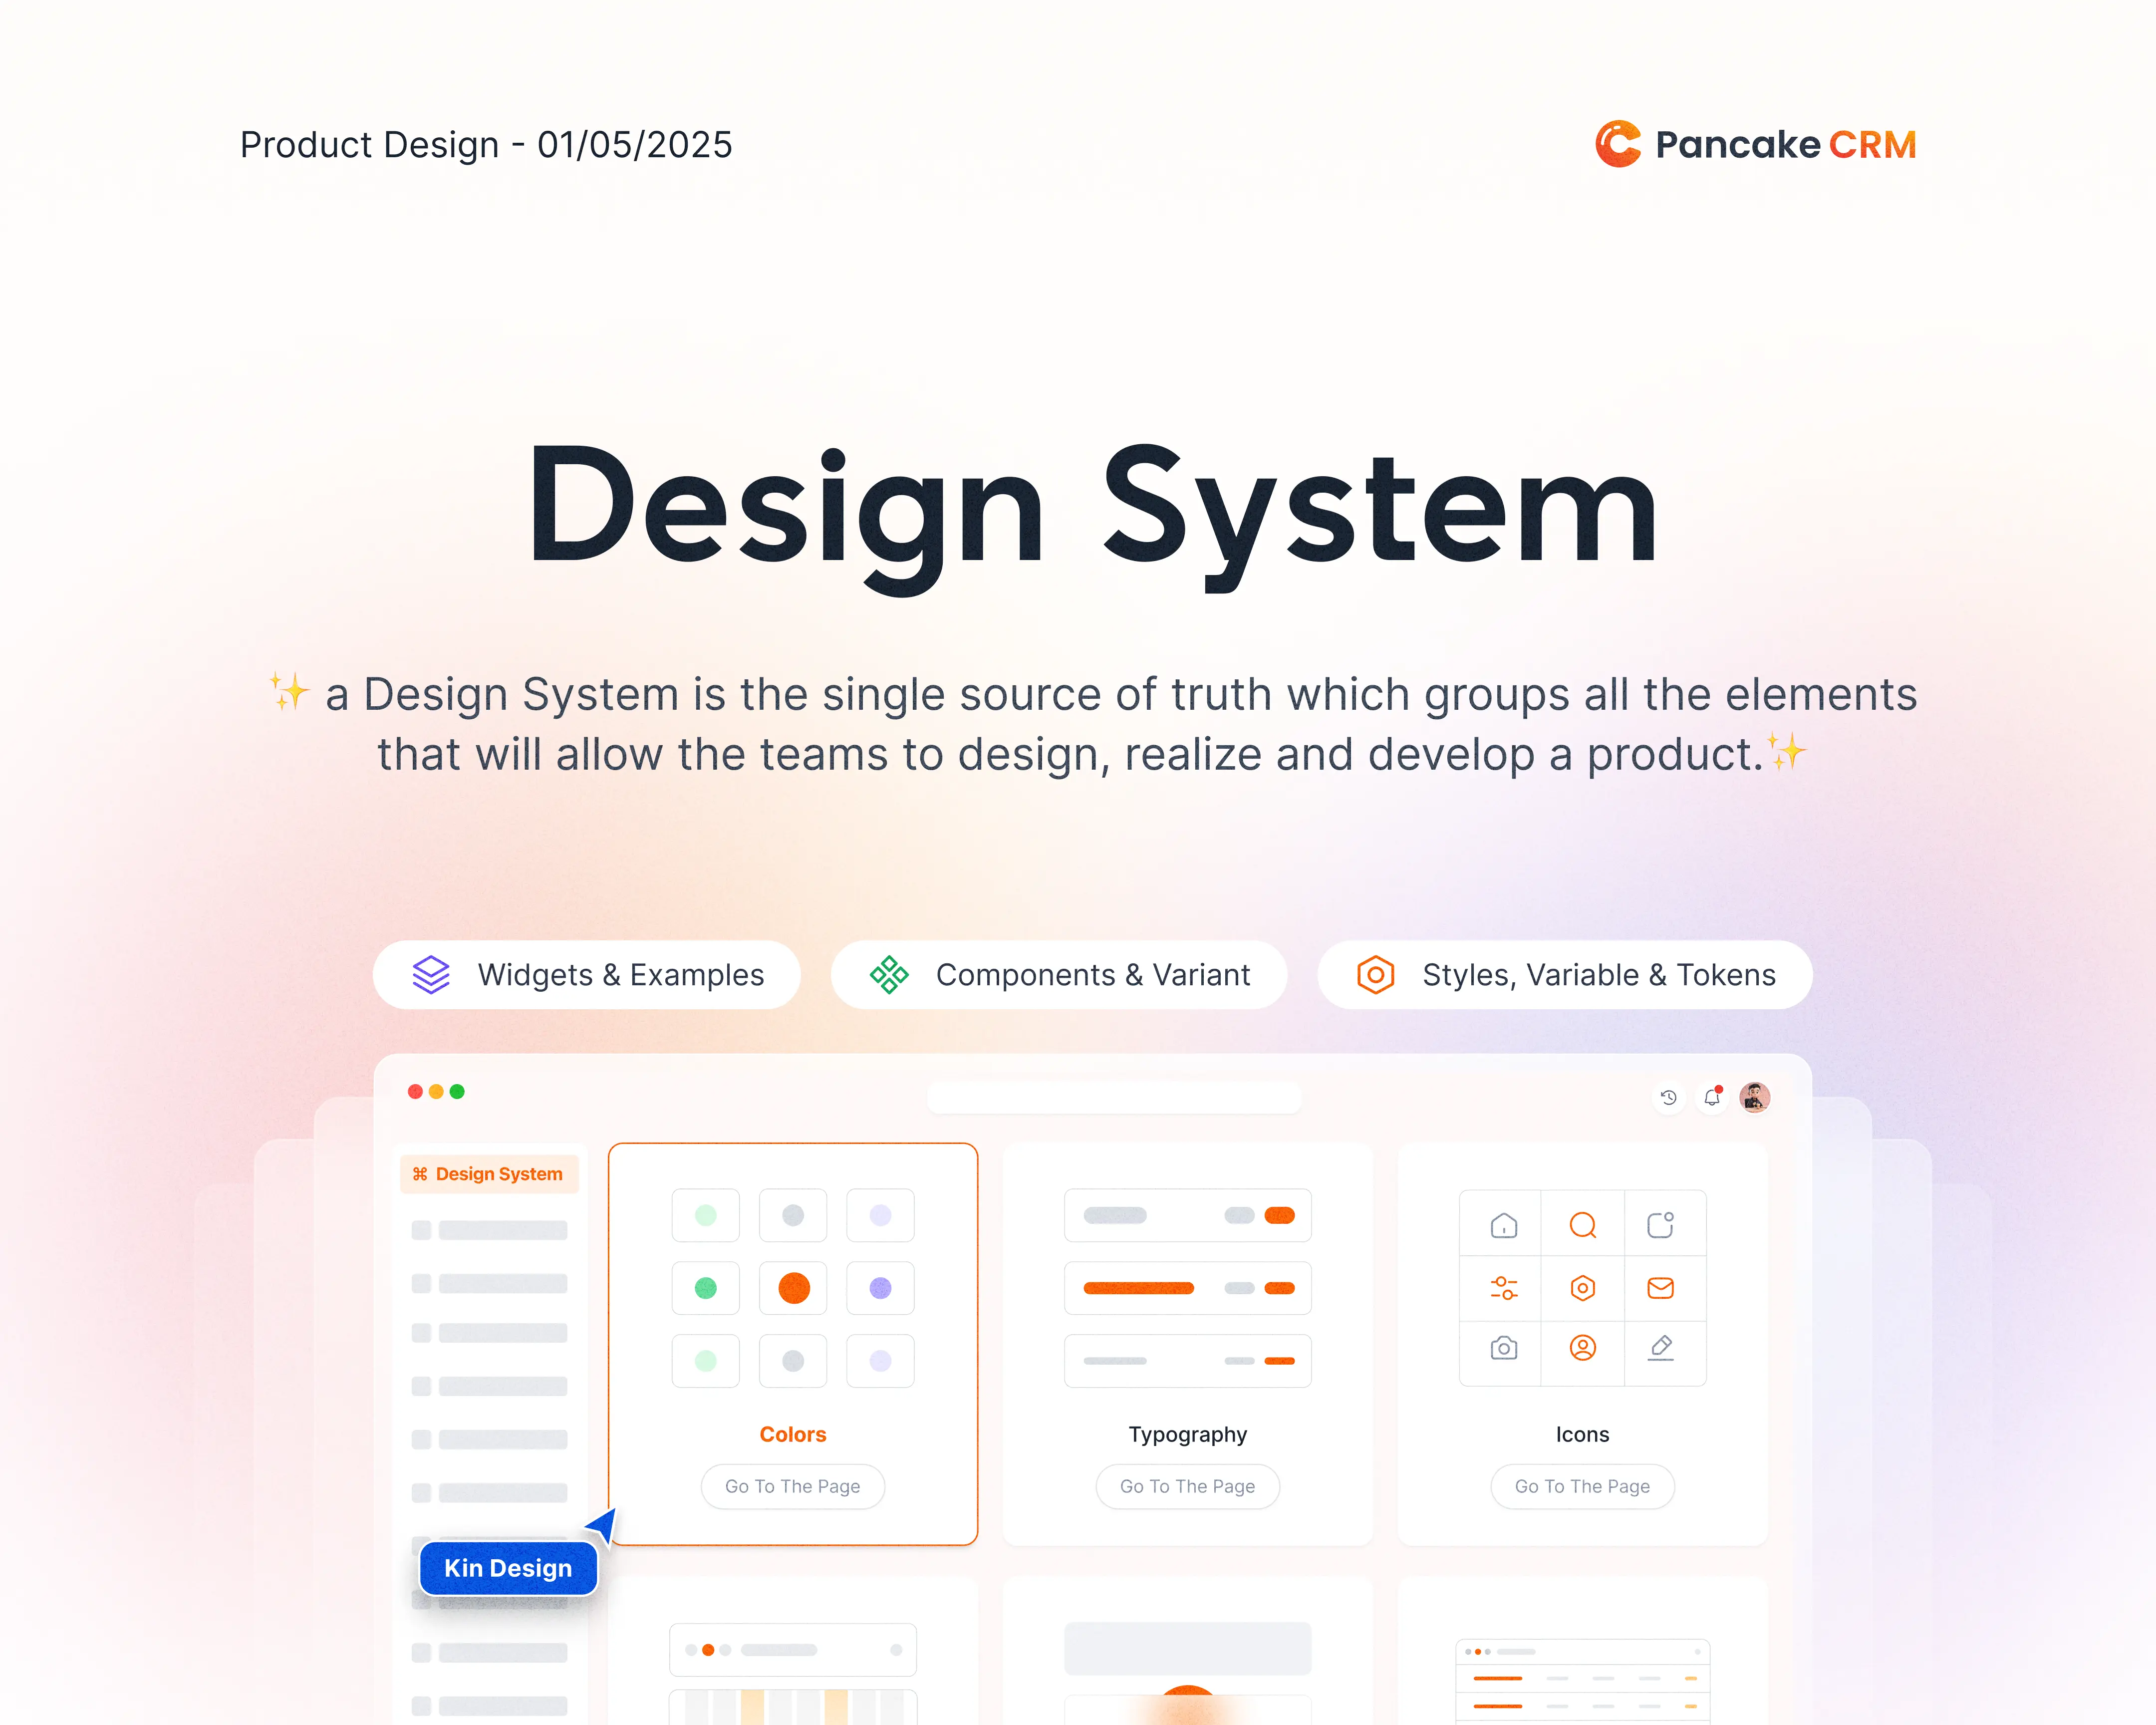 Product Design - 01/05/2025
Pancake CRM
Design System
✨ a Design System is the single source of truth which groups all the elements
that will allow the teams to design, realize and develop a product.✨
Widgets & Examples
Components & Variant
Styles, Variable & Tokens
⌘ Design System
Colors
Typography
Icons
Go To The Page
Go To The Page
Go To The Page
Kin Design